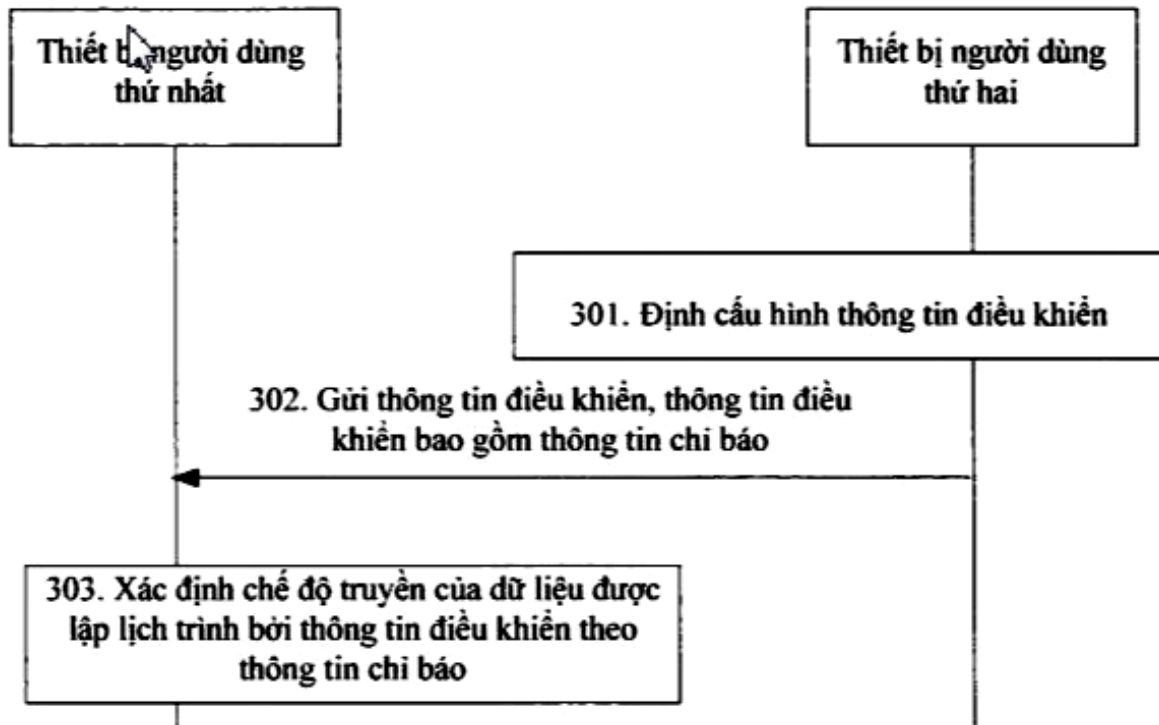 Thiết bị người dùng
thứ nhất
Thiết bị người dùng
thứ hai
301. Định cấu hình thông tin điều khiển
302. Gửi thông tin điều khiển, thông tin điều
khiển bao gồm thông tin chỉ báo
303. Xác định chế độ truyền của dữ liệu được
lập lịch trình bởi thông tin điều khiển theo
thông tin chỉ báo